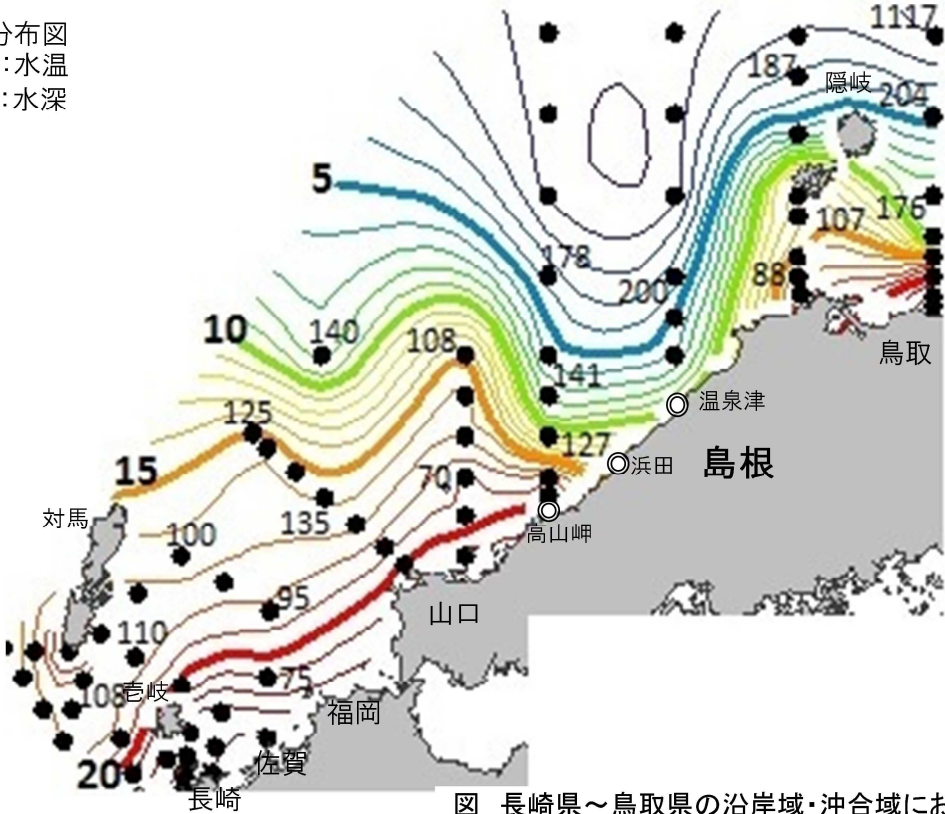 分布図
：水温
：水深
1117
187
隠岐
204
5
107
176
178
88
200
10
140
108
鳥取
141
温泉津
125
127
浜田
島根
15
70
対馬
135
高山岬
100
95
山口
110
75
108
壱岐
福岡
佐賀
20
長崎
図 長崎県～鳥取県の沿岸域・沖合域にお